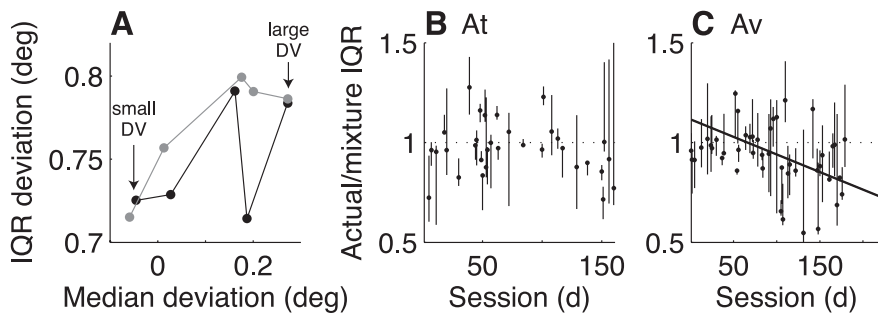 A
IQR deviation (deg)
0.8
0.75
0.7
small
DV
large
DV
0
0.2
Median deviation (deg)
B At
Actual/mixture IQR
1.5
1
0.5
50
150
Session (d)
C Av
1.5
1
0.5
50
150
Session (d)